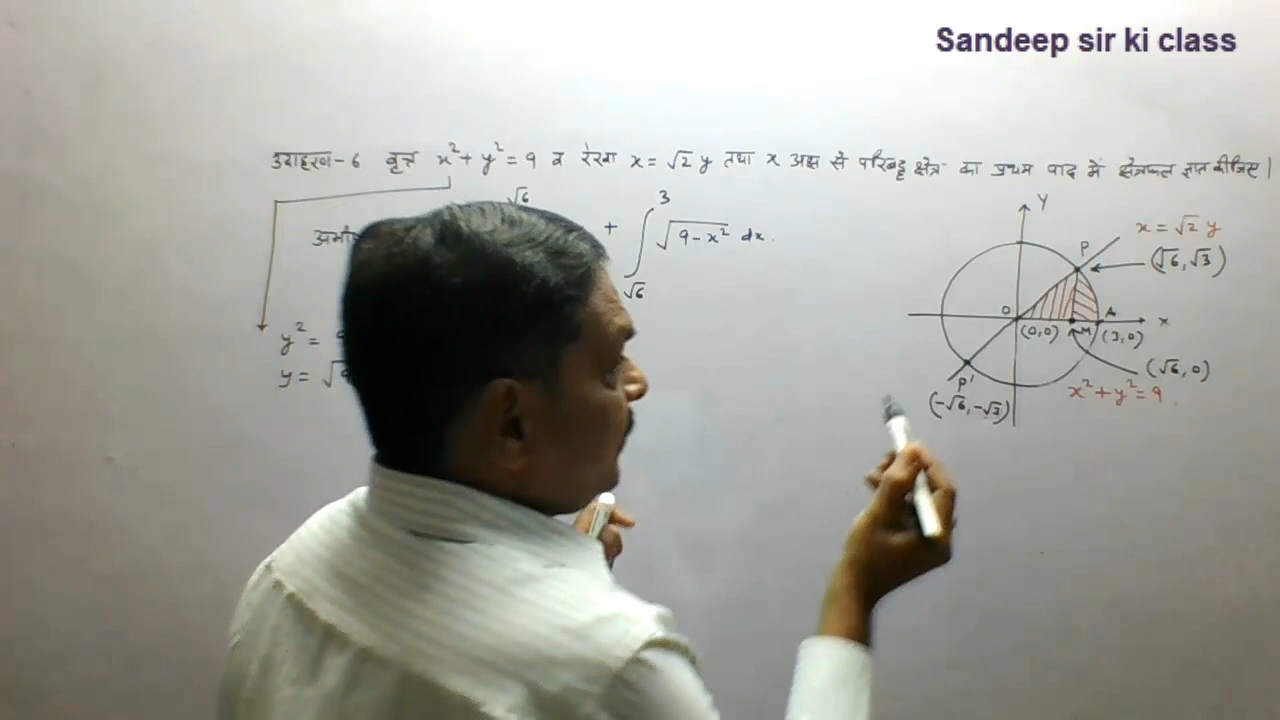 Sandeep sir ki class
उदाहरण-6 वृत्त x² + y² = 9 व रेखा x = √2 y तथा x अक्ष से परिबद्ध क्षेत्र का प्रथम पाद में क्षेत्रफल ज्ञात कीजिए।
√6
+ ∫ √6 3 √9-x² dx.
y² = 9
y = √9
Y
x = √2 y
P
(√6, √3)
O
(0,0)
M
A
(3,0)
x
(√6, 0)
x² + y² = 9.
P'
(-√6, -√3)